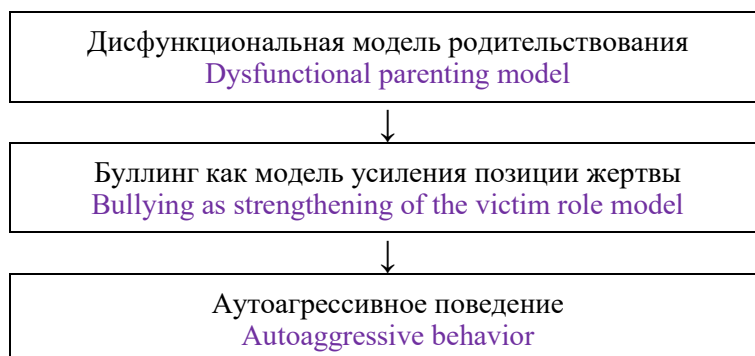 Дисфункциональная модель родительствования
Dysfunctional parenting model
Буллинг как модель усиления позиции жертвы
Bullying as strengthening of the victim role model
Аутоагрессивное поведение
Autoaggressive behavior